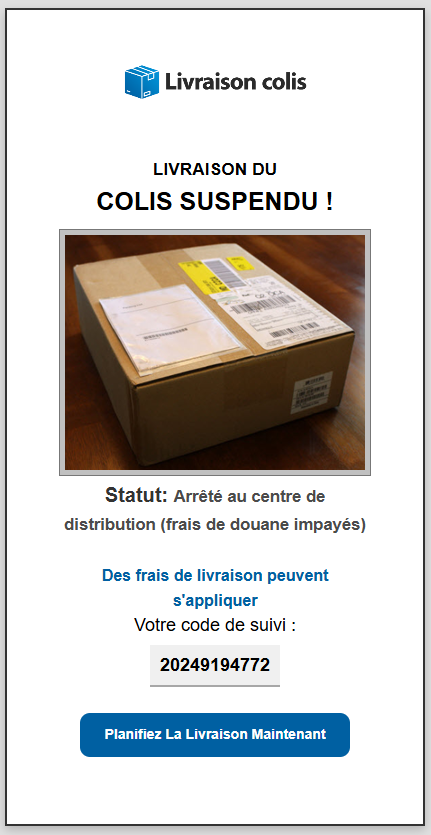 Livraison colis
LIVRAISON DU
COLIS SUSPENDU !
Statut: Arrêté au centre de
distribution (frais de douane impayés)
Des frais de livraison peuvent
s'appliquer
Votre code de suivi :
20249194772
Planifiez La Livraison Maintenant